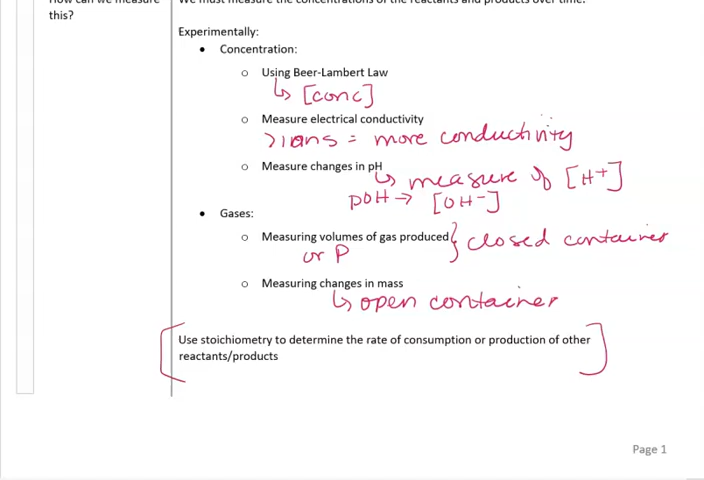 How can we measure
this?
We must measure the concentrations of the reactants and products over time.
Experimentally:
• Concentration:
o Using Beer-Lambert Law
↳ [conc]
o Measure electrical conductivity
> ions = more conductivity
o Measure changes in pH
↳ measure of [H+]
pOH → [OH-]
• Gases:
o Measuring volumes of gas produced } closed container
or P
o Measuring changes in mass
↳ open container
[Use stoichiometry to determine the rate of consumption or production of other
reactants/products]
Page 1